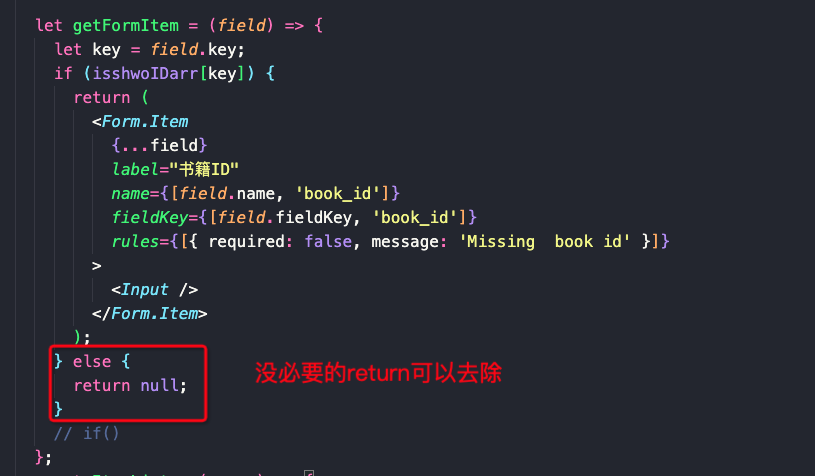 let getFormItem = (field) => {
let key = field.key;
if (isshwoIDarr[key]) {
return (
<Form.Item
{...field}
label="书籍ID"
name={[field.name, 'book_id']}
fieldKey={[field.fieldKey, 'book_id']}
rules={[{ required: false, message: 'Missing  book id' }]}
>
<Input />
</Form.Item>
);
} else {
return null;
没必要的return可以去除
}
// if()
};